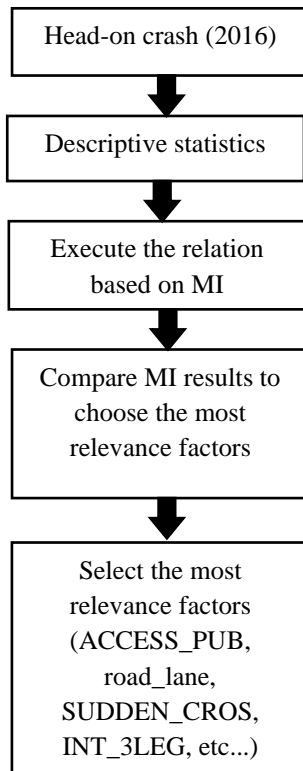 Head-on crash (2016)
Descriptive statistics
Execute the relation
based on MI
Compare MI results to
choose the most
relevance factors
Select the most
relevance factors
(ACCESS_PUB,
road_lane,
SUDDEN_CROS,
INT_3LEG, etc...)